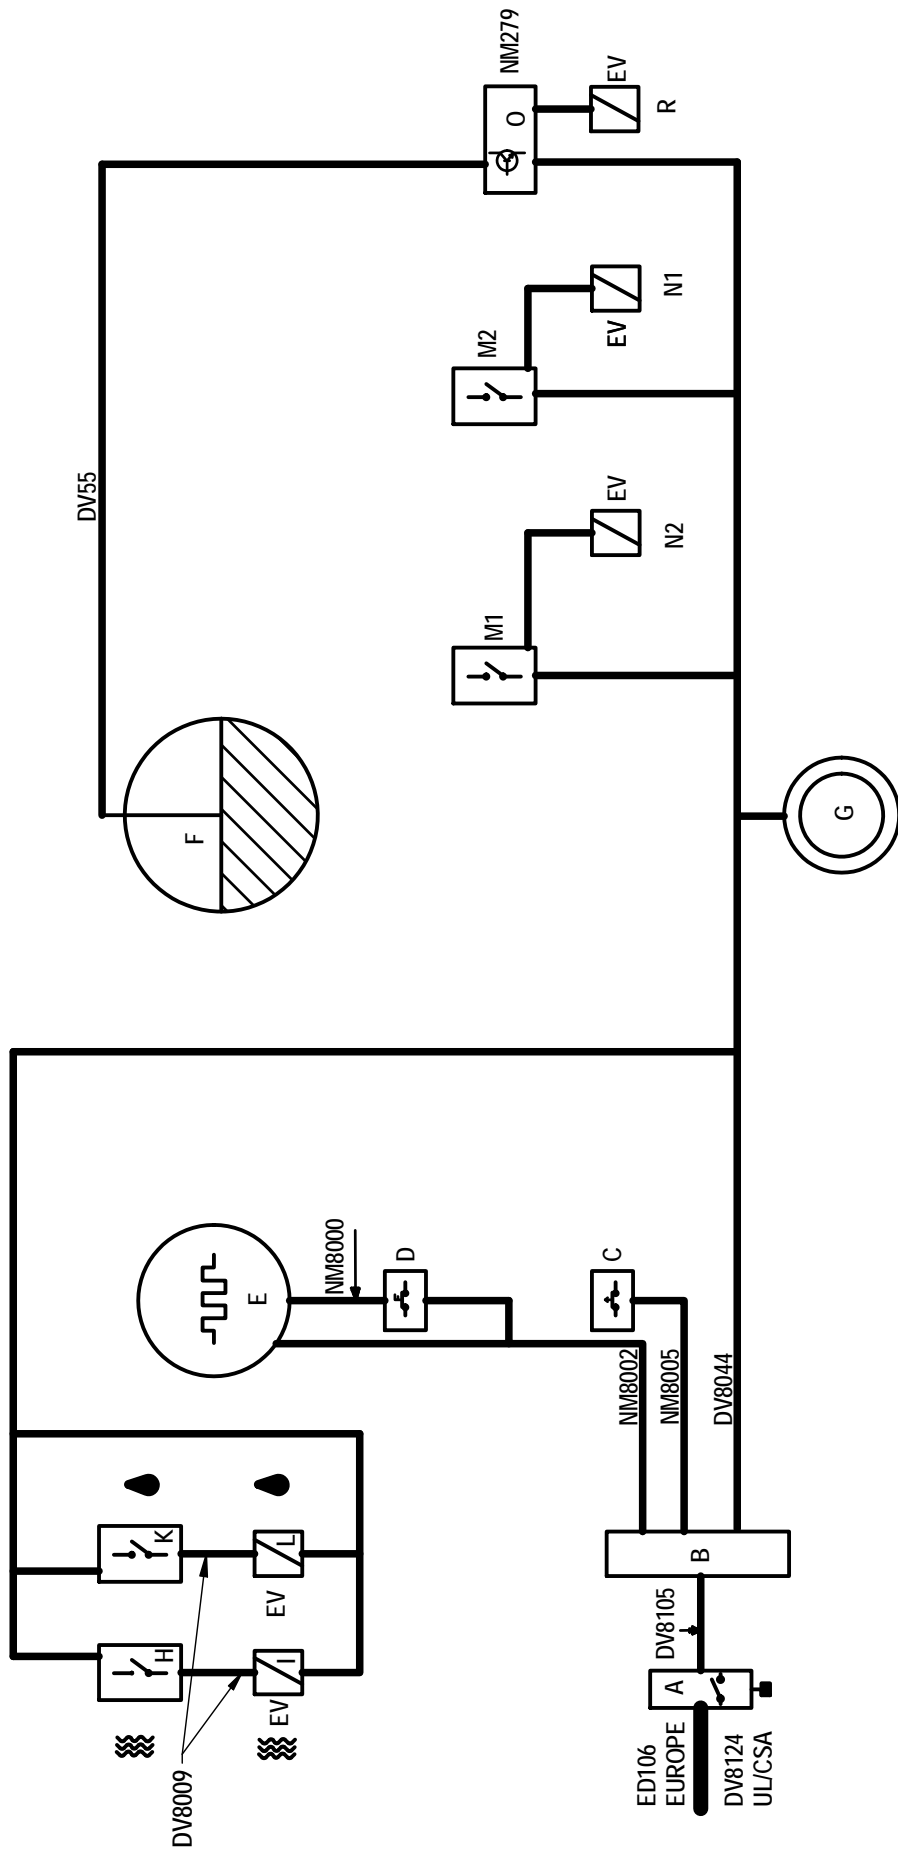 DV8009
H
K
EV
I
EV
L
ED106
EUROPE
DV8124
UL/CSA
A
DV8105
B
NM8002
NM8005
DV8044
E
NM8000
D
C
F
G
DV55
M1
N2
EV
M2
N1
EV
NM279
O
EV
R